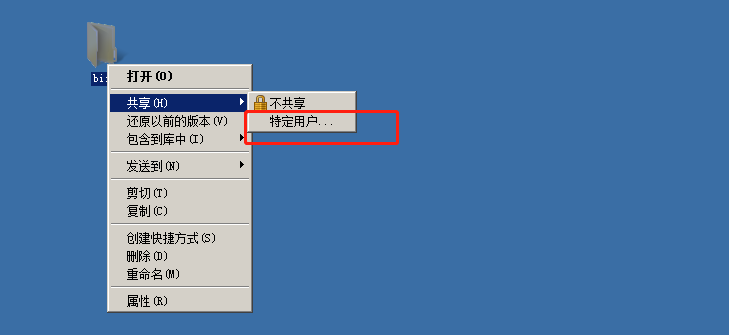 打开(O)
共享(H)
不共享
还原以前的版本(V)
特定用户...
包含到库中(I)
发送到(N)
剪切(T)
复制(C)
创建快捷方式(S)
删除(D)
重命名(M)
属性(R)